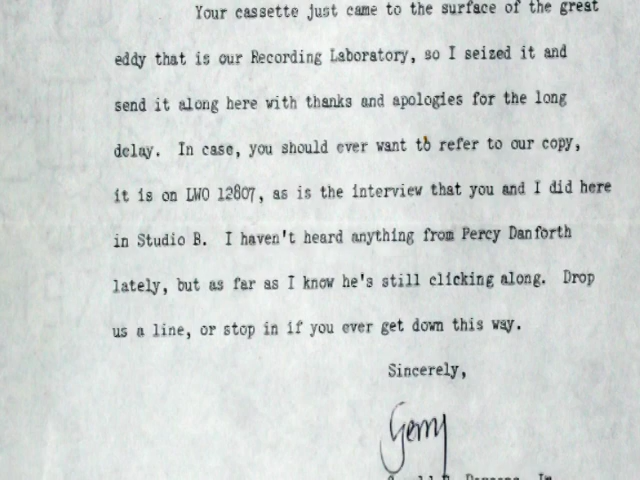 Your cassette just came to the surface of the great
eddy that is our Recording Laboratory, so I seized it and
send it along here with thanks and apologies for the long
delay. In case, you should ever want to refer to our copy,
it is on LWO 12807, as is the interview that you and I did here
in Studio B. I haven't heard anything from Percy Danforth
lately, but as far as I know he's still clicking along. Drop
us a line, or stop in if you ever get down this way.
Sincerely,
Gerry